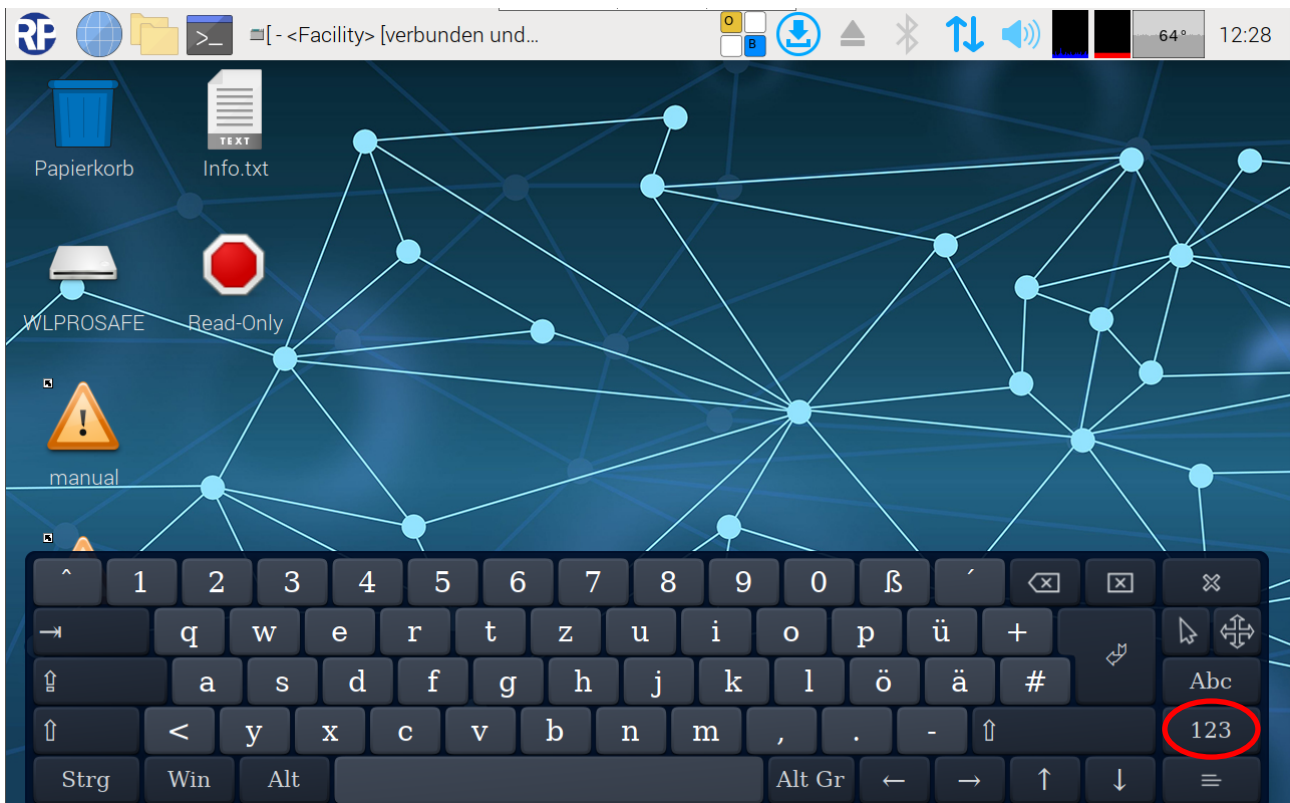 [ - <Facility> [verbunden und...
O
B
64°
12:28
TEXT
Papierkorb
Info.txt
WLPROSAFE
Read-Only
manual
^ 1 2 3 4 5 6 7 8 9 0 ß ´
q w e r t z u i o p ü +
a s d f g h j k l ö ä # Abc
< y x c v b n m , . - 123
Strg Win Alt Alt Gr ← → ↑ ↓